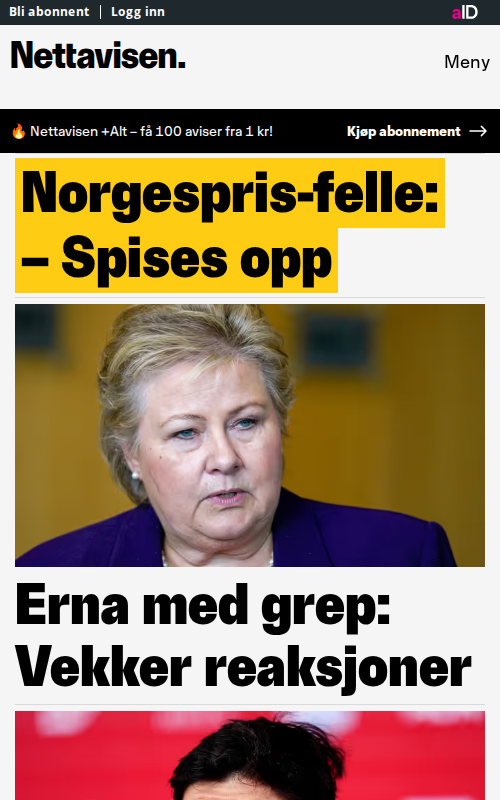 Bli abonnent | Logg inn
aID
Nettavisen.
Meny
🔥 Nettavisen +Alt – få 100 aviser fra 1 kr!
Kjøp abonnement →
Norgespris-felle:
– Spises opp
Erna med grep:
Vekker reaksjoner